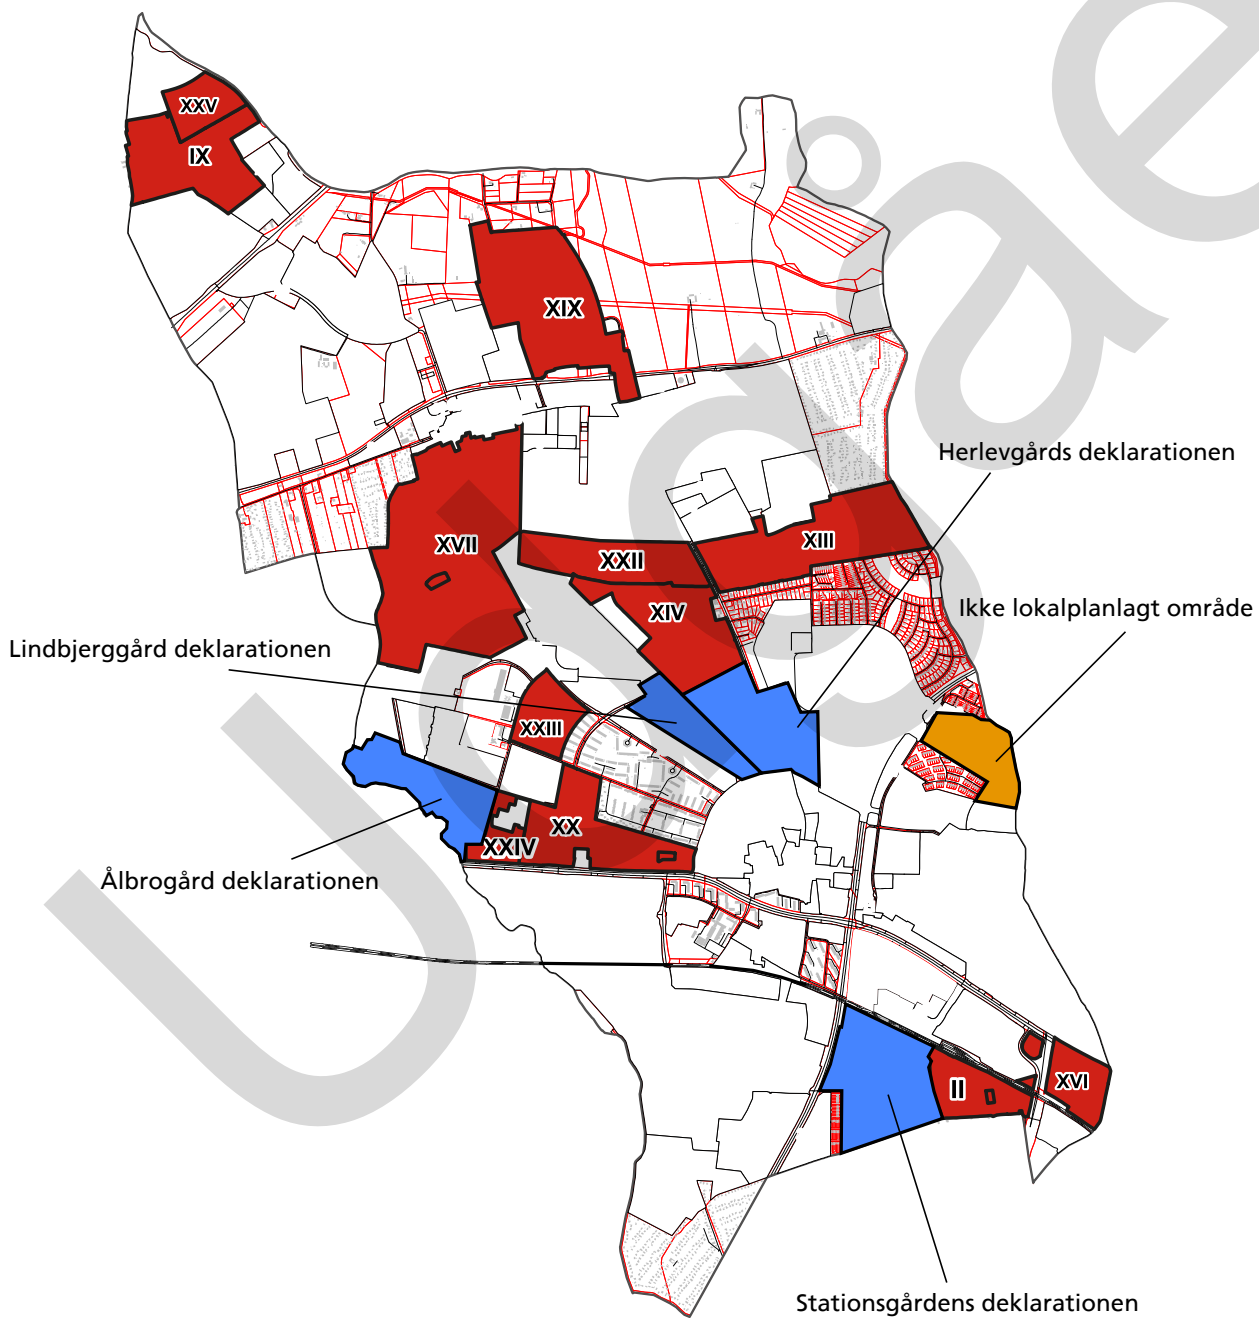 XXV
IX
XIX
Herlevgårds deklarationen
XVII
XXII
XIII
XIV
Ikke lokalplanlagt område
Lindbjerggård deklarationen
XXIII
XX
XXIV
Ålbrogård deklarationen
II
XVI
Stationsgårdens deklarationen
Udgåe